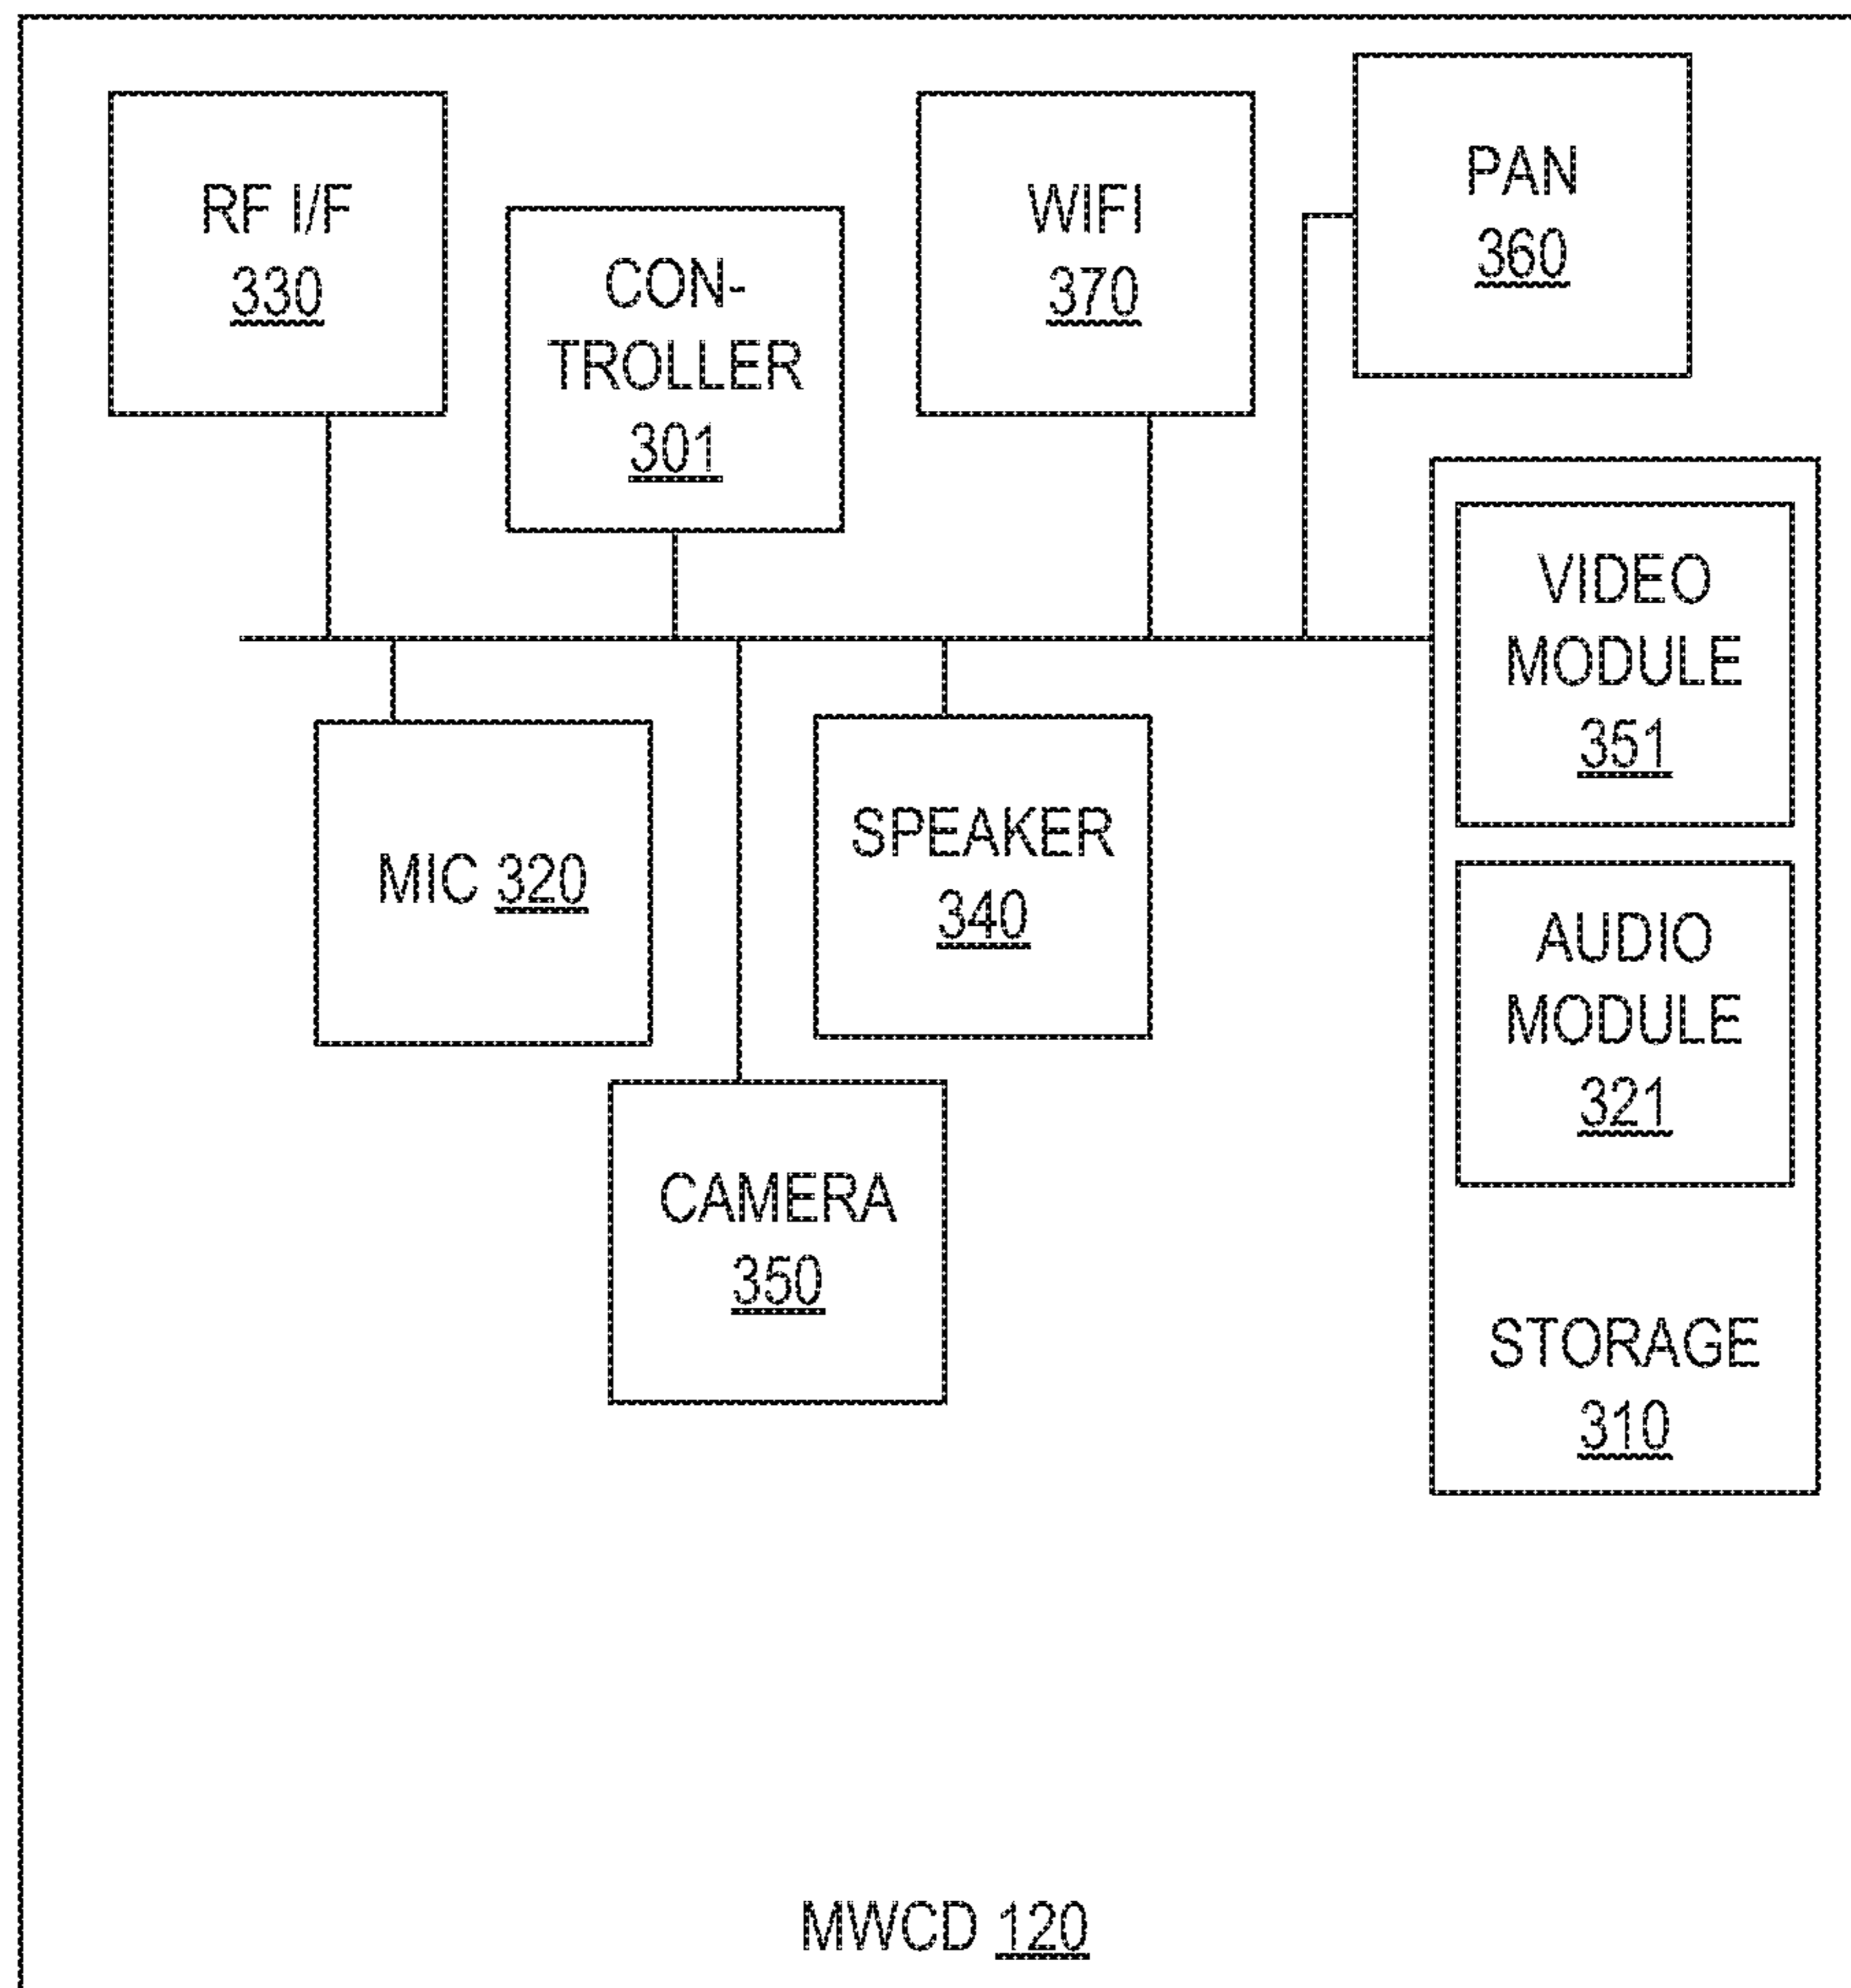 RF I/F
330
CON-
TROLLER
301
WIFI
370
PAN
360
VIDEO
MODULE
351
MIC 320
SPEAKER
340
AUDIO
MODULE
321
CAMERA
350
STORAGE
310
MWCD 120